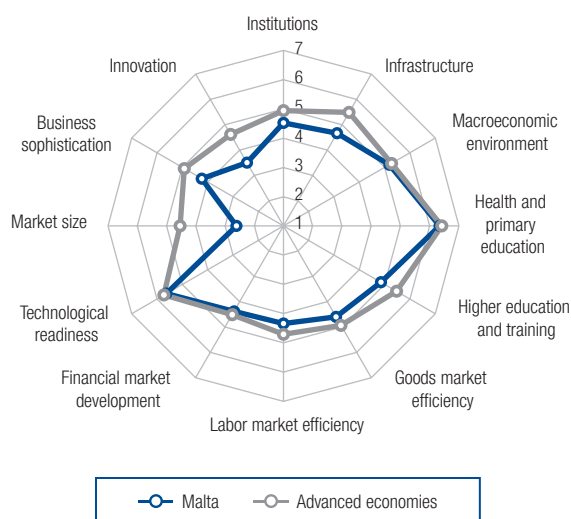 Institutions
Infrastructure
Macroeconomic
environment
Health and
primary
education
Higher education
and training
Goods market
efficiency
Labor market efficiency
Financial market
development
Technological
readiness
Market size
Business
sophistication
Innovation
7
6
5
4
3
2
1
Malta
Advanced economies